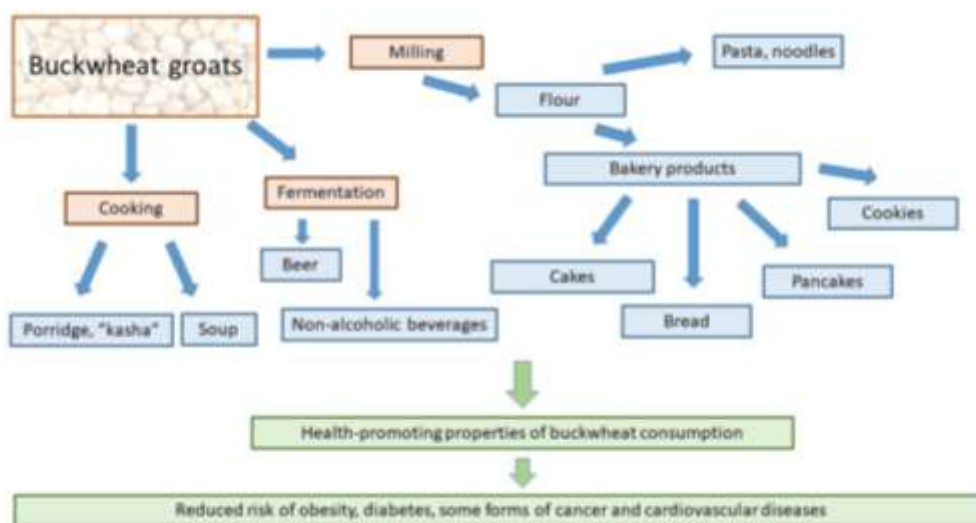 Buckwheat groats
Milling
Pasta, noodles
Flour
Bakery products
Cooking
Fermentation
Cookies
Beer
Cakes
Pancakes
Porridge, "kasha"
Soup
Non-alcoholic beverages
Bread
Health-promoting properties of buckwheat consumption
Reduced risk of obesity, diabetes, some forms of cancer and cardiovascular diseases